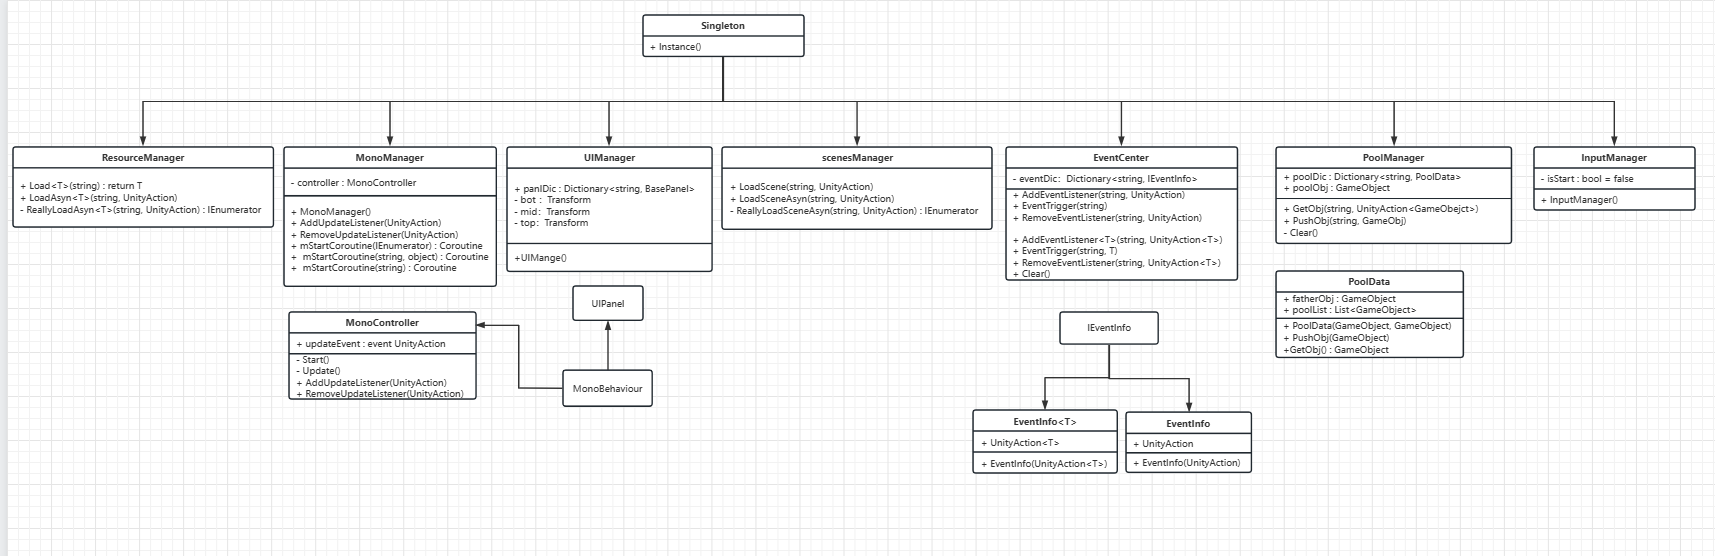 Singleton
+ Instance()
ResourceManager
+ Load<T>(string) : return T
+ LoadAsyn<T>(string, UnityAction)
- ReallyLoadAsyn<T>(string, UnityAction) : IEnumerator
MonoManager
- controller : MonoController
+ MonoManager()
+ AddUpdateListener(UnityAction)
+ RemoveUpdateListener(UnityAction)
+ mStartCoroutine(IEnumerator) : Coroutine
+ mStartCoroutine(string, object) : Coroutine
+ mStartCoroutine(string) : Coroutine
UIManager
+ panlDic : Dictionary<string, BasePanel>
- bot : Transform
- mid: Transform
- top: Transform
+UIMange()
scenesManager
+ LoadScene(string, UnityAction)
+ LoadSceneAsyn(string, UnityAction)
- ReallyLoadSceneAsyn(string, UnityAction) : IEnumerator
EventCenter
- eventDic: Dictionary<string, IEventInfo>
+ AddEventListener(string, UnityAction)
+ EventTrigger(string)
+ RemoveEventListener(string, UnityAction)
+ AddEventListener<T>(string, UnityAction<T>)
+ EventTrigger(string, T)
+ RemoveEventListener(string, UnityAction<T>)
+ Clear()
PoolManager
+ poolDic : Dictionary<string, PoolData>
+ poolObj : GameObject
+ GetObj(string, UnityAction<GameObejct>)
+ PushObj(string, GameObj)
- Clear()
InputManager
- isStart : bool = false
+ InputManager()
PoolData
+ fatherObj : GameObject
+ poolList : List<GameObject>
+ PoolData(GameObject, GameObject)
+ PushObj(GameObject)
+GetObj() : GameObject
UIPanel
MonoController
+ updateEvent : event UnityAction
- Start()
- Update()
+ AddUpdateListener(UnityAction)
+ RemoveUpdateListener(UnityAction)
MonoBehaviour
IEventInfo
EventInfo<T>
+ UnityAction<T>
+ EventInfo(UnityAction<T>)
EventInfo
+ UnityAction
+ EventInfo(UnityAction)